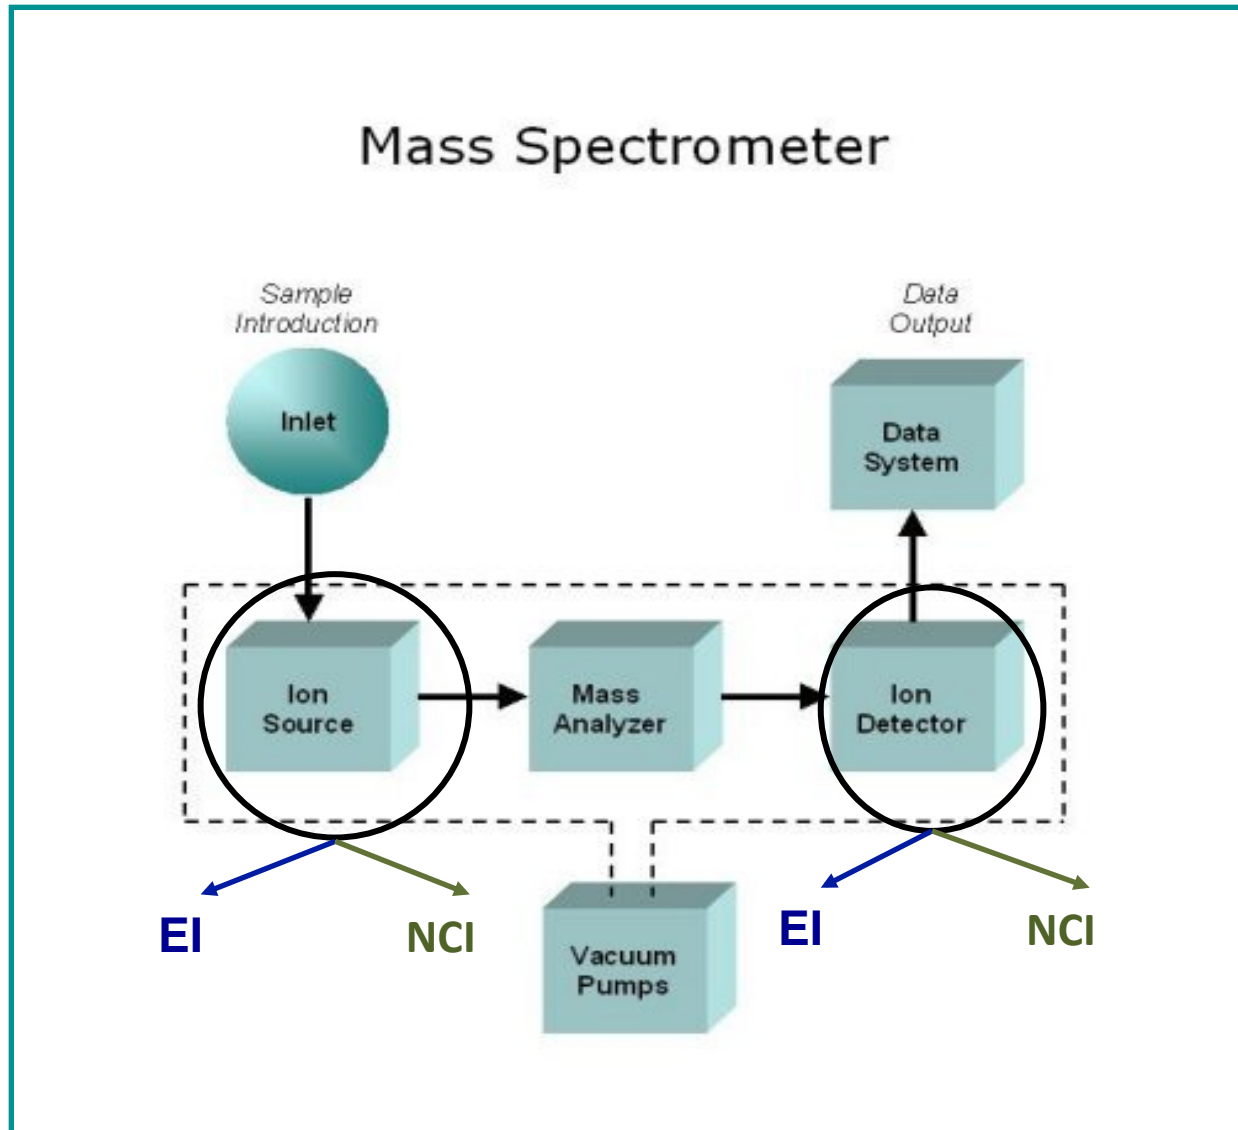 Mass Spectrometer
Sample
Introduction
Data
Output
Inlet
Data
System
Ion
Source
Mass
Analyzer
Ion
Detector
EI
NCI
EI
NCI
Vacuum
Pumps